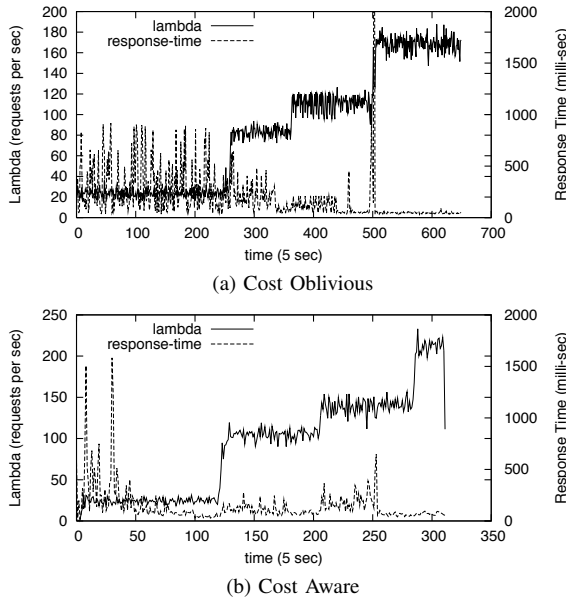 200
180
160
140
120
100
80
60
40
20
0
2000
1500
1000
500
0
lambda
response-time
Lambda (requests per sec)
Response Time (milli-sec)
0 100 200 300 400 500 600 700
time (5 sec)
(a) Cost Oblivious
250
200
150
100
50
0
2000
1500
1000
500
0
lambda
response-time
Lambda (requests per sec)
Response Time (milli-sec)
0 50 100 150 200 250 300 350
time (5 sec)
(b) Cost Aware